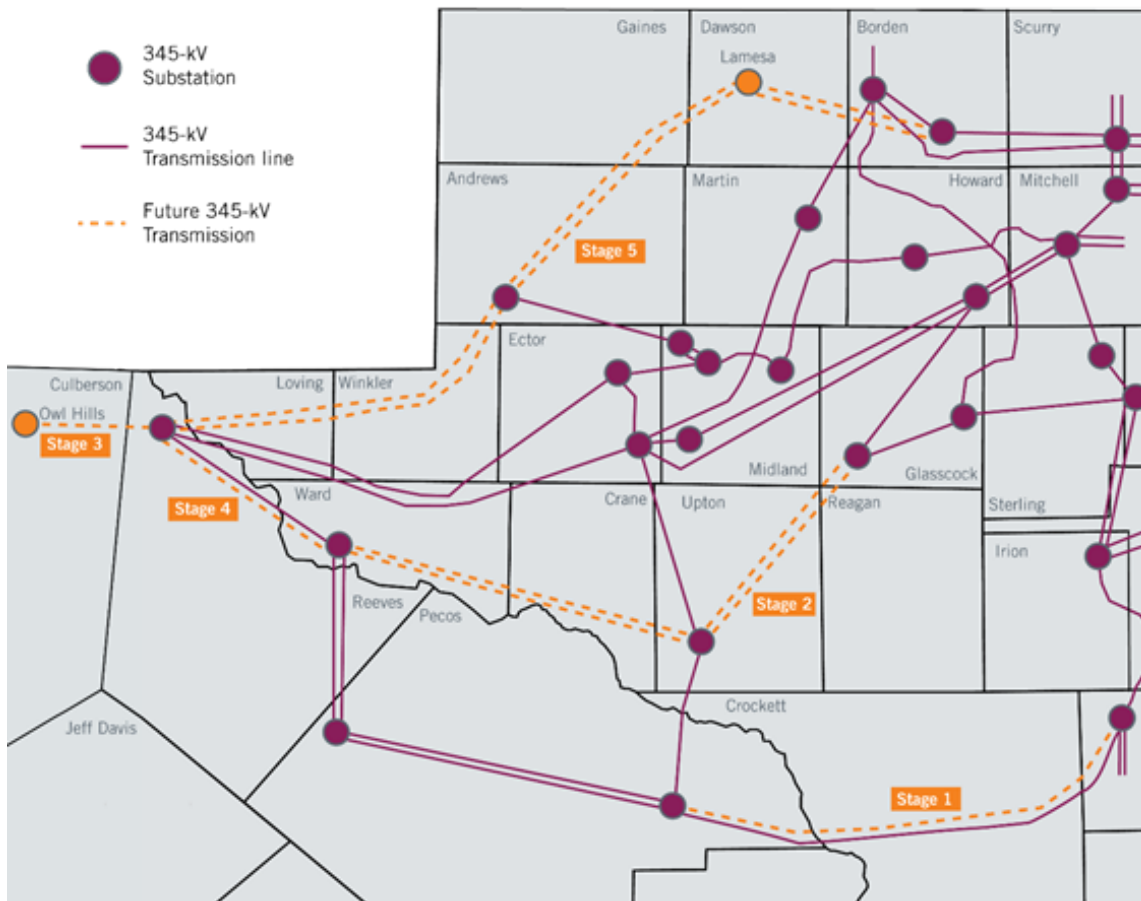 345-kV
Substation
345-kV
Transmission line
Future 345-kV
Transmission
Gaines
Dawson
Borden
Scurry
Lamesa
Andrews
Martin
Howard
Mitchell
Stage 5
Ector
Culberson
Loving
Winkler
Owl Hills
Stage 3
Midland
Glasscock
Ward
Crane
Upton
Reagan
Sterling
Stage 4
Irion
Reeves
Pecos
Stage 2
Crockett
Jeff Davis
Stage 1